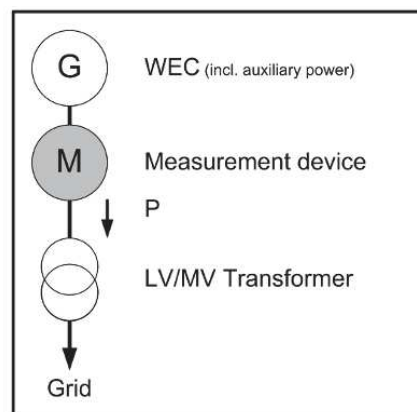 G WEC (incl. auxiliary power)
M Measurement device
P
LV/MV Transformer
Grid